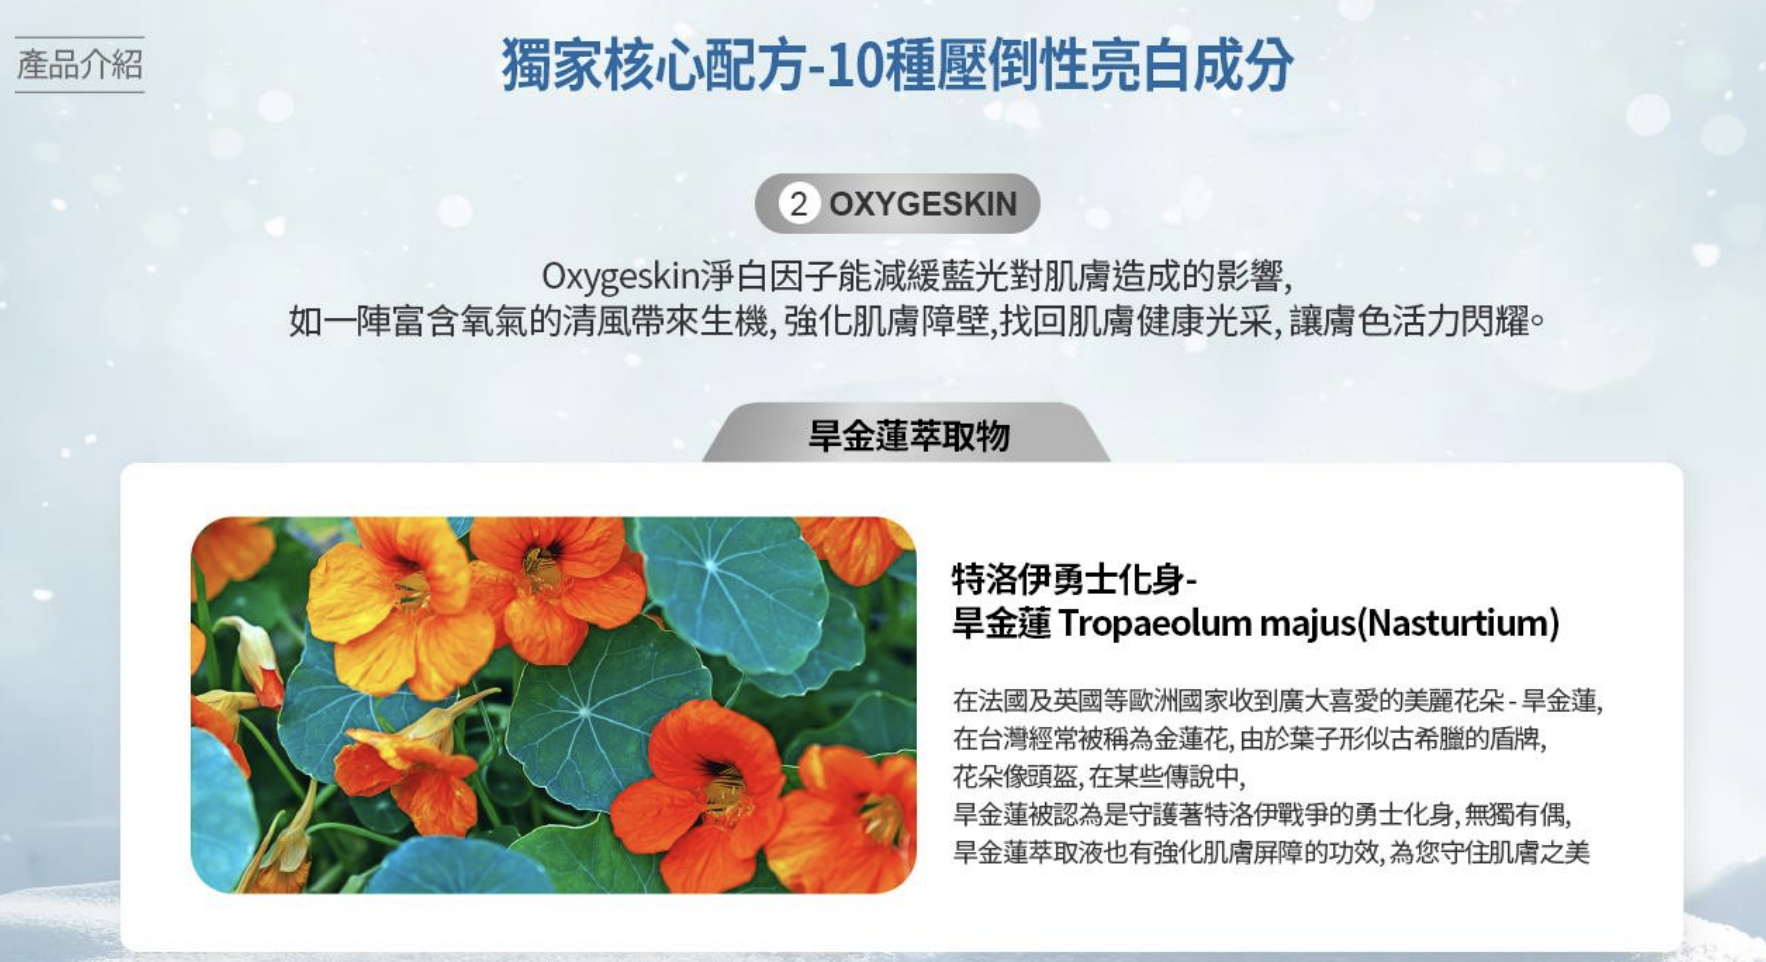 產品介紹
獨家核心配方-10種壓倒性亮白成分
2 OXYGESKIN
Oxygeskin淨白因子能減緩藍光對肌膚造成的影響,
如一陣富含氧氣的清風帶來生機, 強化肌膚障壁,找回肌膚健康光采, 讓膚色活力閃耀。
旱金蓮萃取物
特洛伊勇士化身-
旱金蓮 Tropaeolum majus(Nasturtium)
在法國及英國等歐洲國家收到廣大喜愛的美麗花朵 - 旱金蓮,
在台灣經常被稱為金蓮花, 由於葉子形似古希臘的盾牌,
花朵像頭盔, 在某些傳說中,
旱金蓮被認為是守護著特洛伊戰爭的勇士化身, 無獨有偶,
旱金蓮萃取液也有強化肌膚屏障的功效, 為您守住肌膚之美